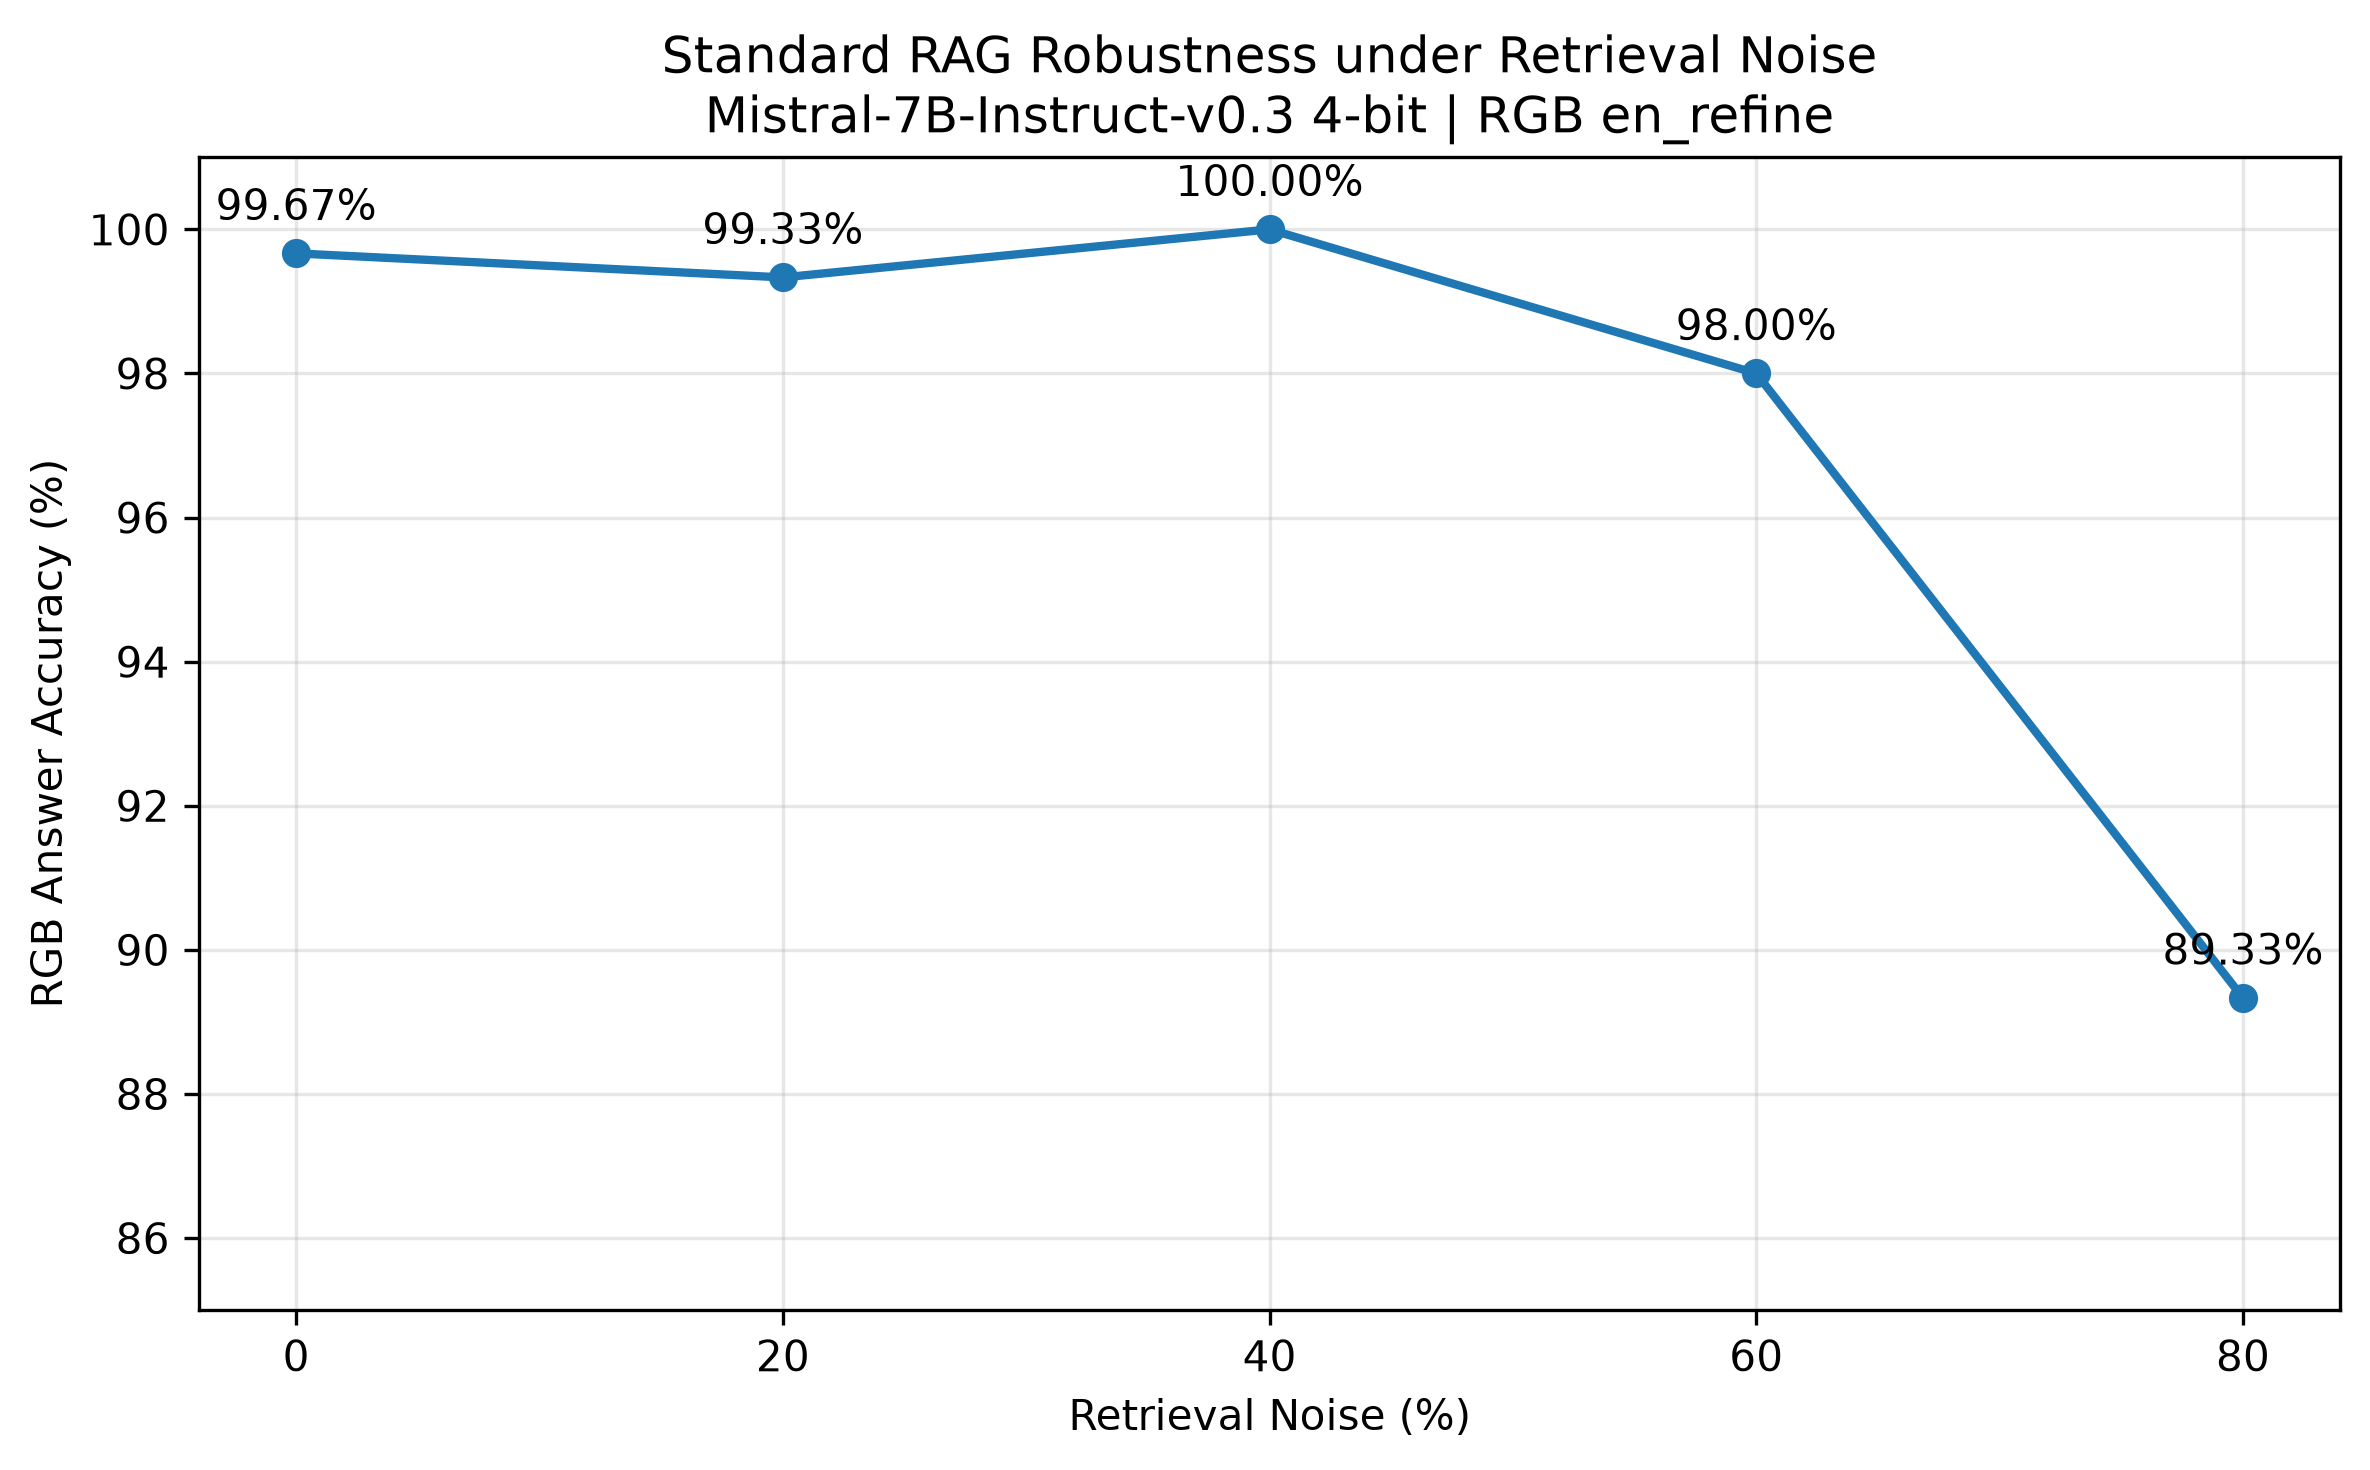 Standard RAG Robustness under Retrieval Noise
Mistral-7B-Instruct-v0.3 4-bit | RGB en_refine
99.67%
99.33%
100.00%
98.00%
89.33%
100
98
96
94
92
90
88
86
RGB Answer Accuracy (%)
0 20 40 60 80
Retrieval Noise (%)